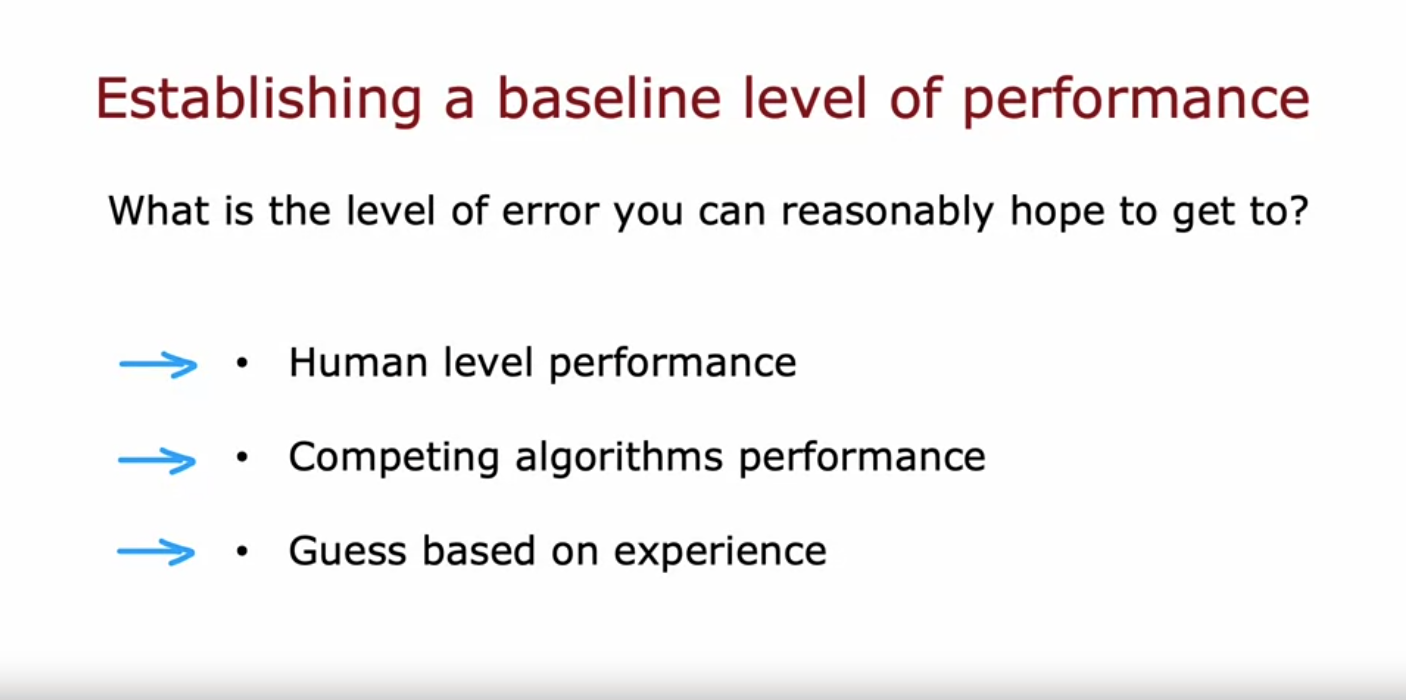 Establishing a baseline level of performance
What is the level of error you can reasonably hope to get to?
• Human level performance
• Competing algorithms performance
• Guess based on experience